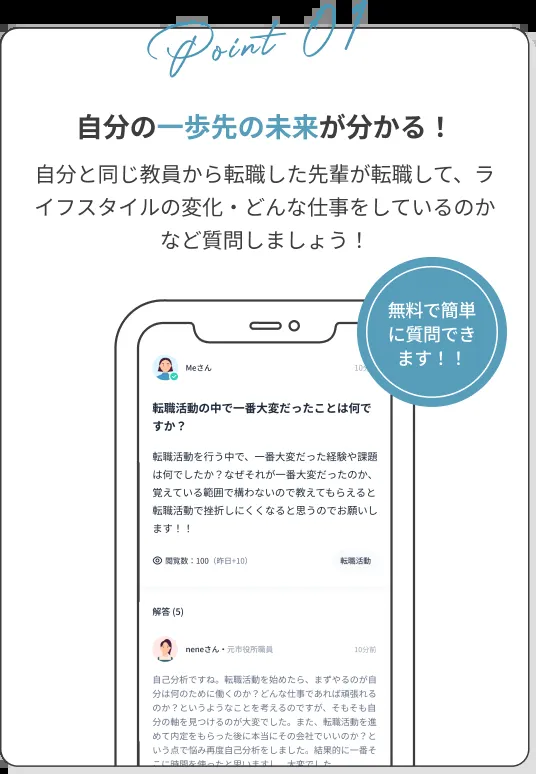 Point 01
自分の一歩先の未来が分かる！
自分と同じ教員から転職した先輩が転職して、ラ
イフスタイルの変化・どんな仕事をしているのか
など質問しましょう！
無料で簡単
に質問でき
ます！！
Meさん
転職活動の中で一番大変だったことは何で
すか？
転職活動を行う中で、一番大変だった経験や課題
は何でしたか？なぜそれが一番大変だったのか、
覚えている範囲で構わないので教えてもらえると
転職活動で挫折しにくくなると思うのでお願いし
ます！！
閲覧数：100（昨日+10） 転職活動
解答 (5)
neneさん・元市役所職員 10分前
自己分析ですね。転職活動を始めたら、まずやるのが自
分は何のために働くのか？どんな仕事であれば頑張れる
のか？というようなことを考えるのですが、そもそも自
分の軸を見つけるのが大変でした。また、転職活動を進
めて内定をもらった後に本当にその会社でいいのか？と
いう点で悩み再度自己分析をしました。結果的に一番そ
こに時間を使ったと思いますし、大変でした。